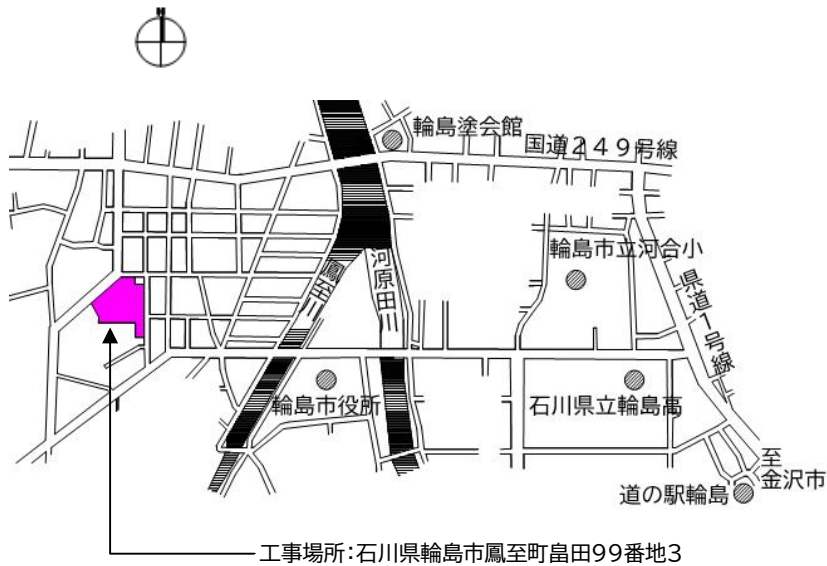 N
輪島塗会館
国道249号線
輪島市立河合小
鳳至川
河原田川
県道1号線
輪島市役所
石川県立輪島高
至
金沢市
道の駅輪島
工事場所:石川県輪島市鳳至町畠田99番地3